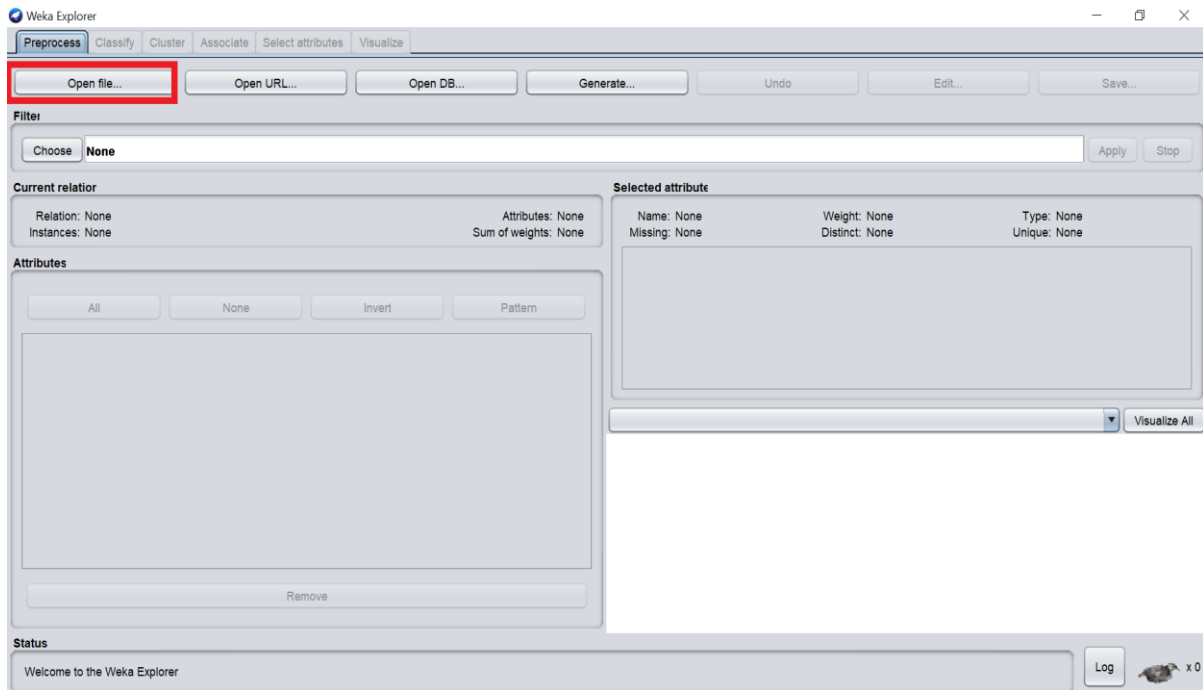 Weka Explorer
Preprocess Classify Cluster Associate Select attributes Visualize
Open file... Open URL... Open DB... Generate... Undo Edit... Save...
Filter
Choose None Apply Stop
Current relatior
Relation: None Attributes: None
Instances: None Sum of weights: None
Attributes
All None Invert Pattern
Remove
Selected attribute
Name: None Weight: None Type: None
Missing: None Distinct: None Unique: None
Visualize All
Status
Welcome to the Weka Explorer
Log x 0